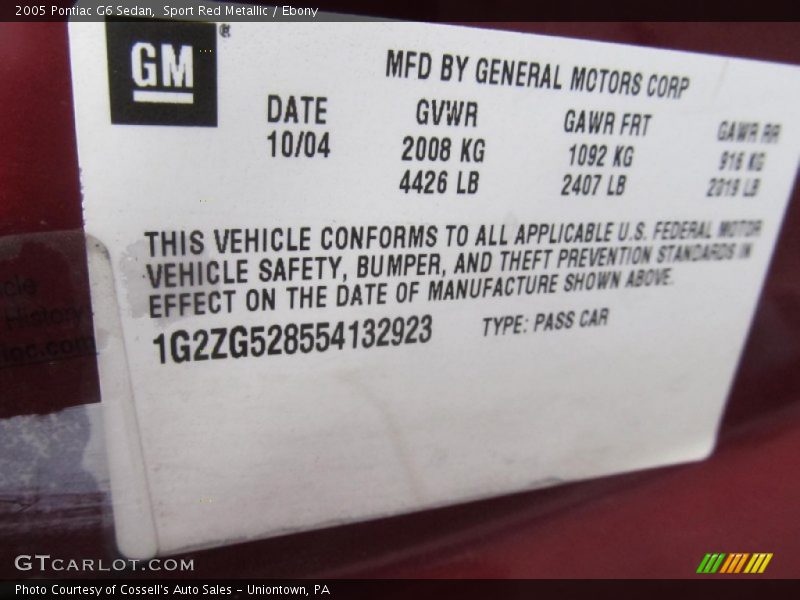 2005 Pontiac G6 Sedan,  Sport Red Metallic / Ebony
GM®
MFD BY GENERAL MOTORS CORP
DATE GVWR GAWR FRT GAWR RR
10/04 2008 KG 1092 KG 916 KG
4426 LB 2407 LB 2019 LB
THIS VEHICLE CONFORMS TO ALL APPLICABLE U.S. FEDERAL MOTOR
VEHICLE SAFETY, BUMPER, AND THEFT PREVENTION STANDARDS IN
EFFECT ON THE DATE OF MANUFACTURE SHOWN ABOVE.
1G2ZG528554132923 TYPE: PASS CAR
History
GTCARLOT.COM
Photo Courtesy of Cossell's Auto Sales – Uniontown, PA